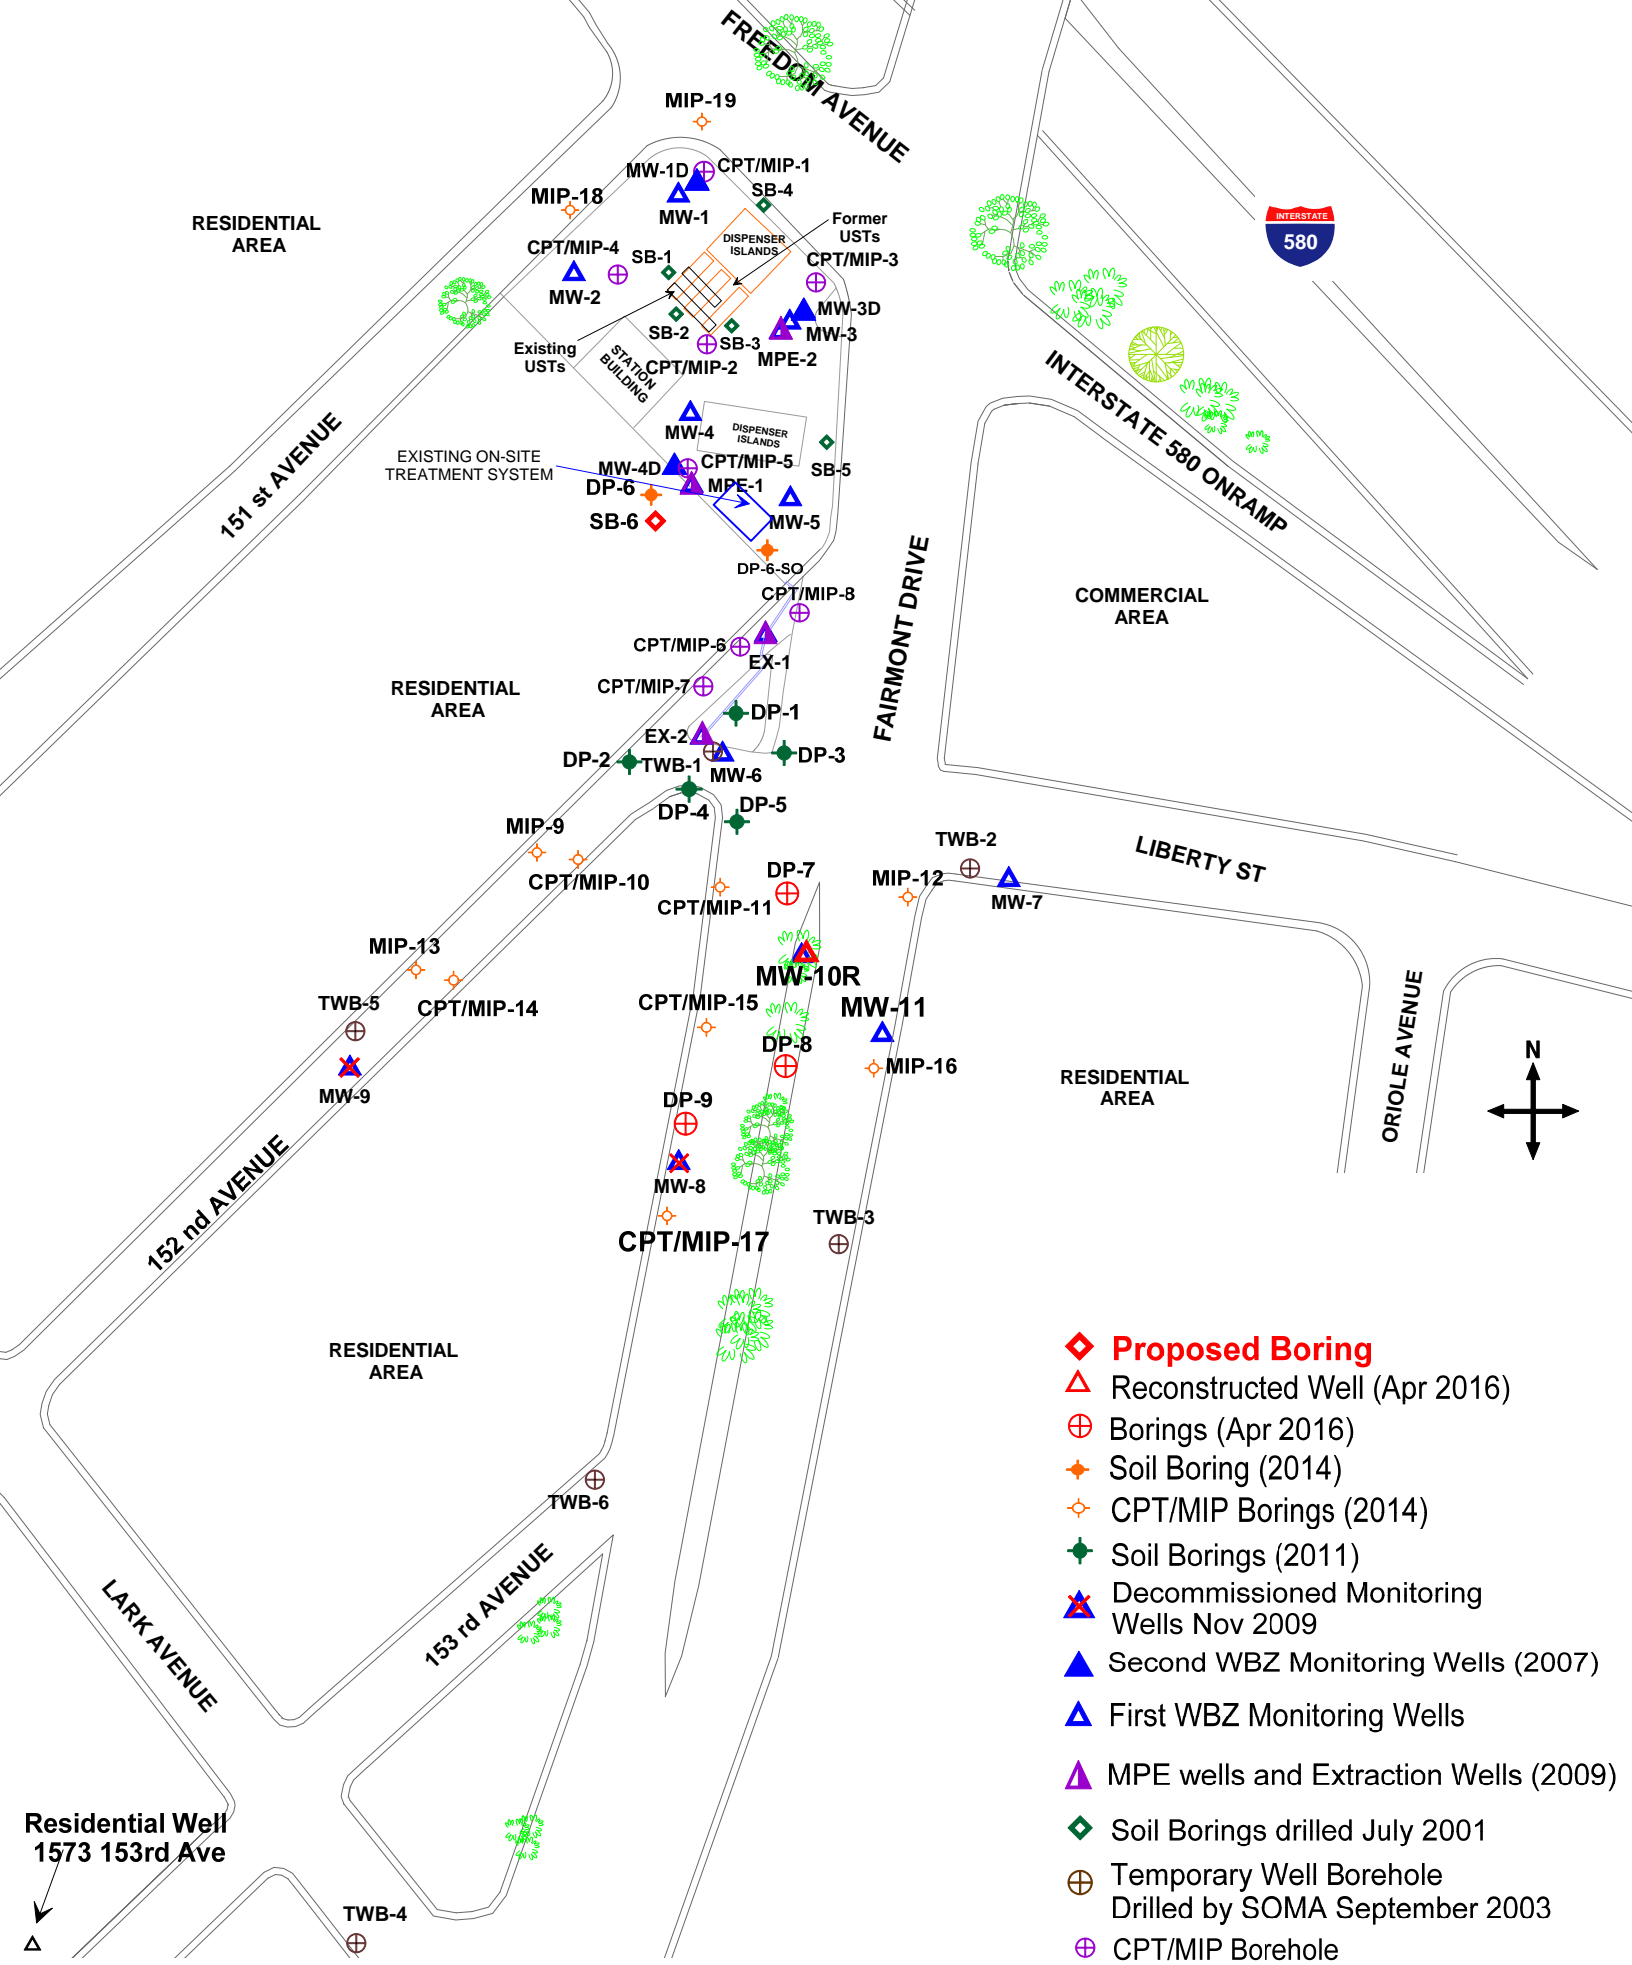 FREEDOM AVENUE
MIP-19
MW-1D
CPT/MIP-1
MIP-18
SB-4
MW-1
Former
USTs
RESIDENTIAL
AREA
DISPENSER
ISLANDS
INTERSTATE
580
CPT/MIP-4
SB-1
CPT/MIP-3
MW-2
MW-3D
SB-2
SB-3
MW-3
Existing
USTs
STATION
BUILDING
CPT/MIP-2
MPE-2
INTERSTATE 580 ONRAMP
MW-4
DISPENSER
ISLANDS
151 st AVENUE
EXISTING ON-SITE
TREATMENT SYSTEM
MW-4D
CPT/MIP-5
SB-5
DP-6
MPE-1
SB-6
MW-5
DP-6-SO
FAIRMONT DRIVE
CPT/MIP-8
COMMERCIAL
AREA
CPT/MIP-6
EX-1
RESIDENTIAL
AREA
CPT/MIP-7
DP-1
EX-2
DP-2
TWB-1
DP-3
MW-6
DP-4
DP-5
MIP-9
TWB-2
LIBERTY ST
CPT/MIP-10
DP-7
MIP-12
CPT/MIP-11
MW-7
MIP-13
MW-10R
TWB-5
CPT/MIP-14
CPT/MIP-15
MW-11
ORIOLE AVENUE
DP-8
MIP-16
RESIDENTIAL
AREA
N
MW-9
DP-9
152 nd AVENUE
MW-8
TWB-3
CPT/MIP-17
RESIDENTIAL
AREA
TWB-6
153 rd AVENUE
LARK AVENUE
Residential Well
1573 153rd Ave
TWB-4
Proposed Boring
Reconstructed Well (Apr 2016)
Borings (Apr 2016)
Soil Boring (2014)
CPT/MIP Borings (2014)
Soil Borings (2011)
Decommissioned Monitoring
Wells Nov 2009
Second WBZ Monitoring Wells (2007)
First WBZ Monitoring Wells
MPE wells and Extraction Wells (2009)
Soil Borings drilled July 2001
Temporary Well Borehole
Drilled by SOMA September 2003
CPT/MIP Borehole